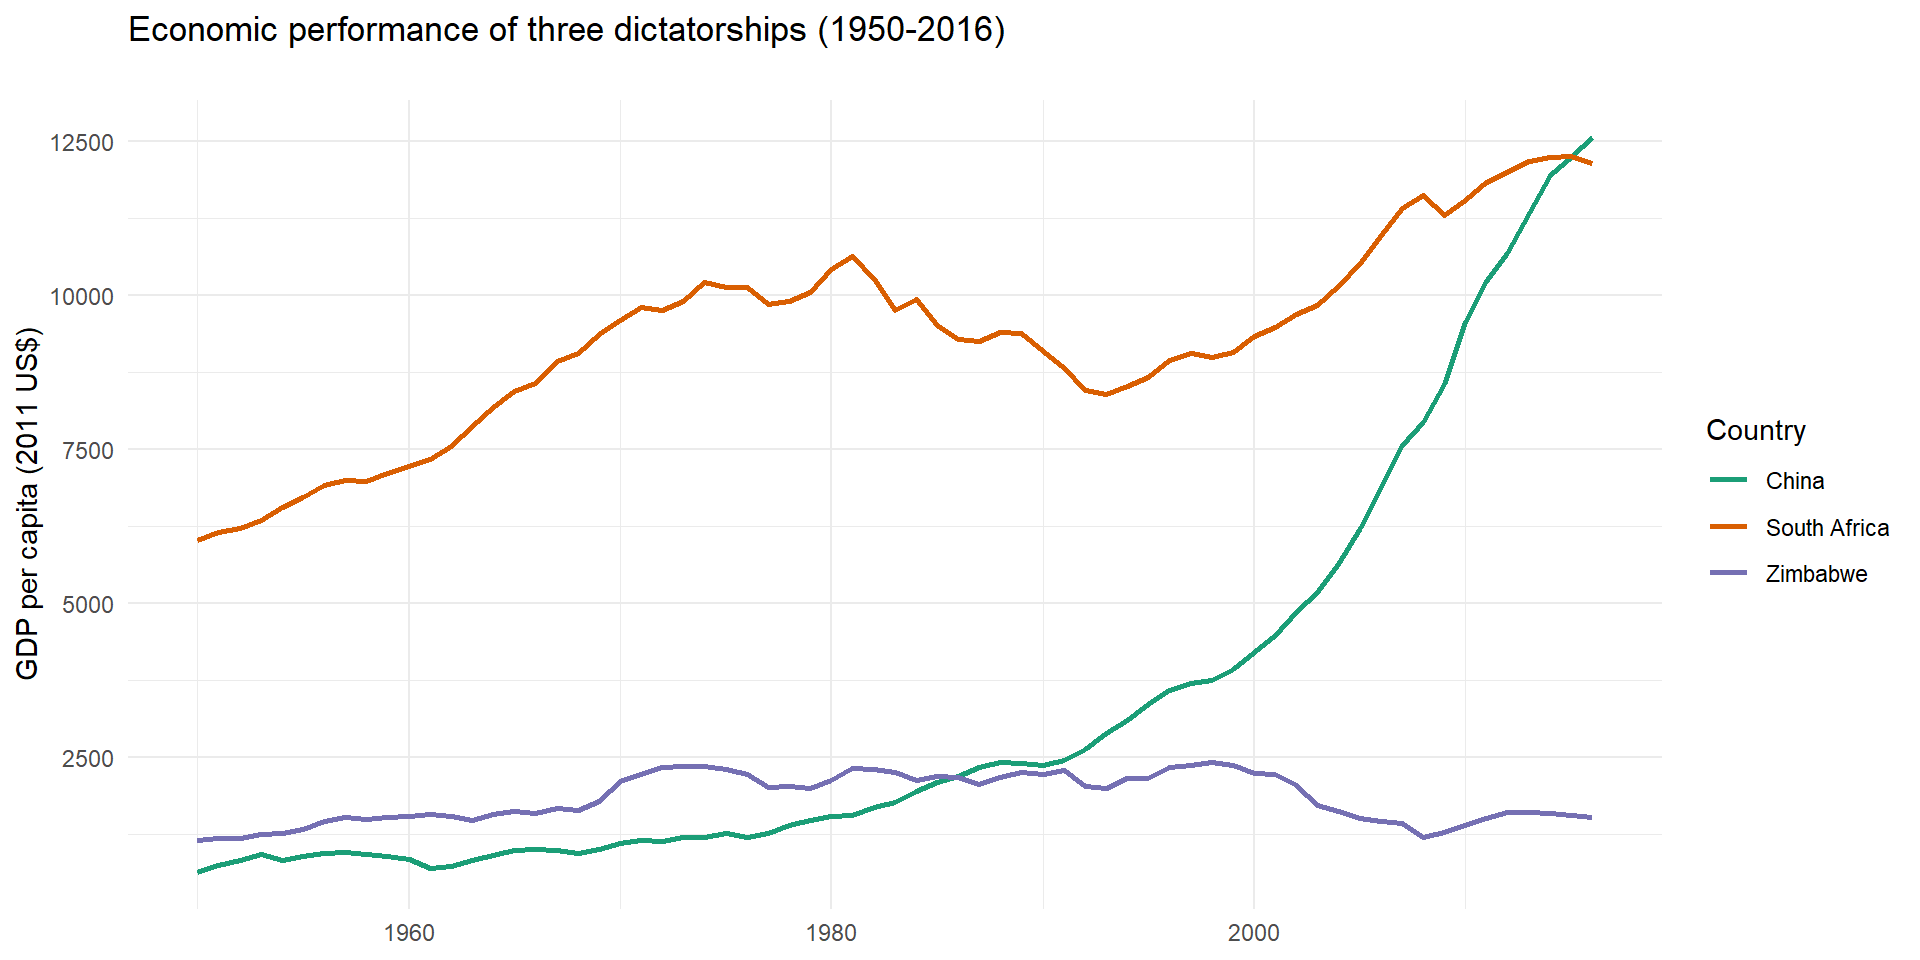 Economic performance of three dictatorships (1950-2016)
GDP per capita (2011 US$)
12500
10000
7500
5000
2500
1960
1980
2000
Country
China
South Africa
Zimbabwe